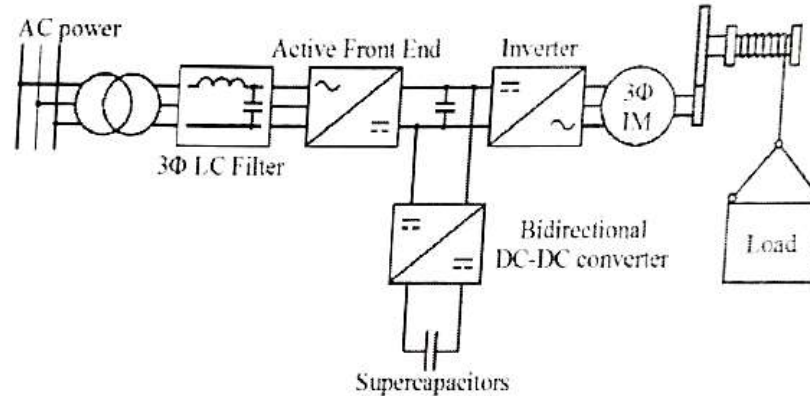 AC power
Active Front End
Inverter
3Φ
IM
3Φ LC Filter
Bidirectional
DC-DC converter
Load
Supercapacitors